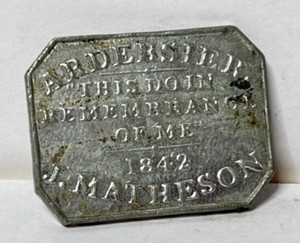 ARDERSIER
"THIS DO IN
REMEMBRANCE
OF ME"
1842
J. MATHESON